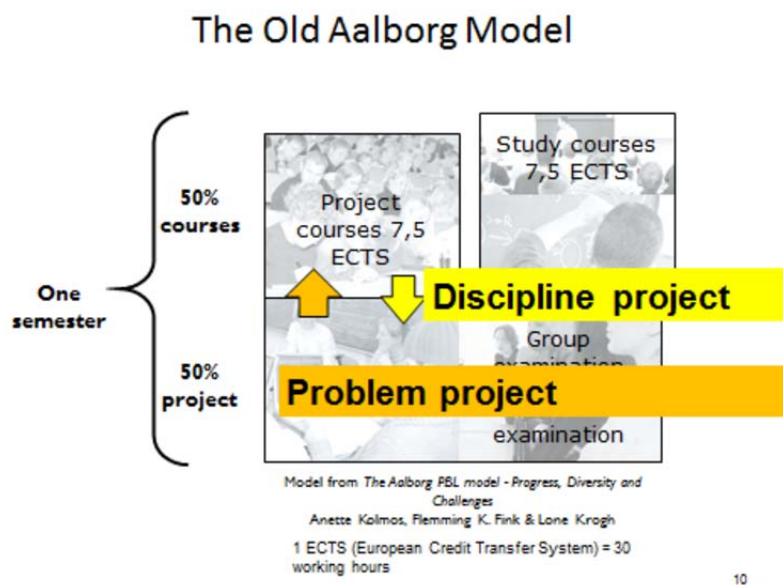 The Old Aalborg Model
50%
courses
One
semester
50%
project
Project
courses 7,5
ECTS
Study courses
7,5 ECTS
Discipline project
Group
examination
Problem project
examination
Model from The Aalborg PBL model - Progress, Diversity and
Challenges
Anette Kolmos, Flemming K. Fink & Lone Krogh
1 ECTS (European Credit Transfer System) = 30
working hours
10